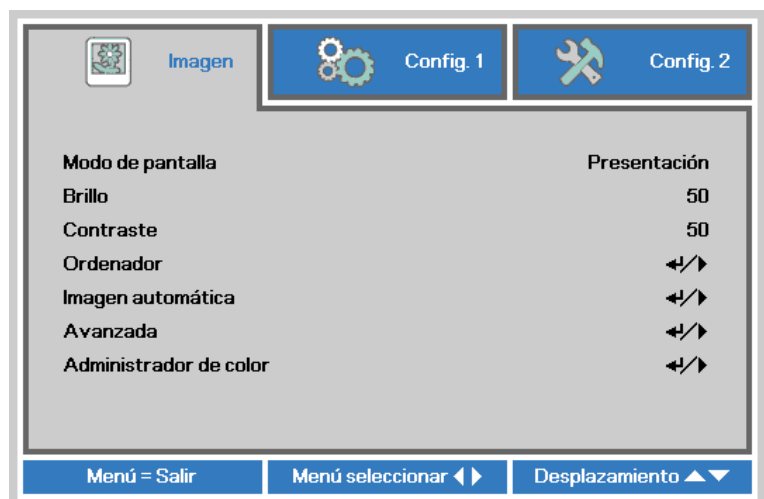 Imagen Config. 1 Config. 2
Modo de pantalla Presentación
Brillo 50
Contraste 50
Ordenador ↵/▶
Imagen automática ↵/▶
Avanzada ↵/▶
Administrador de color ↵/▶
Menú = Salir Menú seleccionar ◀▶ Desplazamiento ▲▼